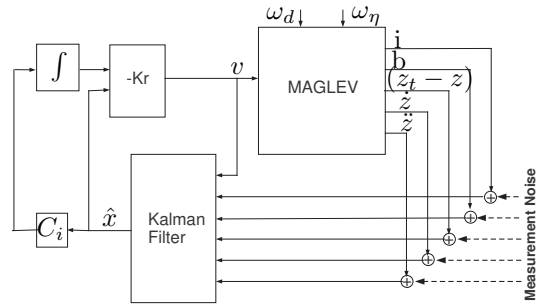 ω_d
ω_η
∫
-Kr
v
MAGLEV
i
b
(z_t − z)
ż
z̈
C_i
x̂
Kalman
Filter
Measurement Noise